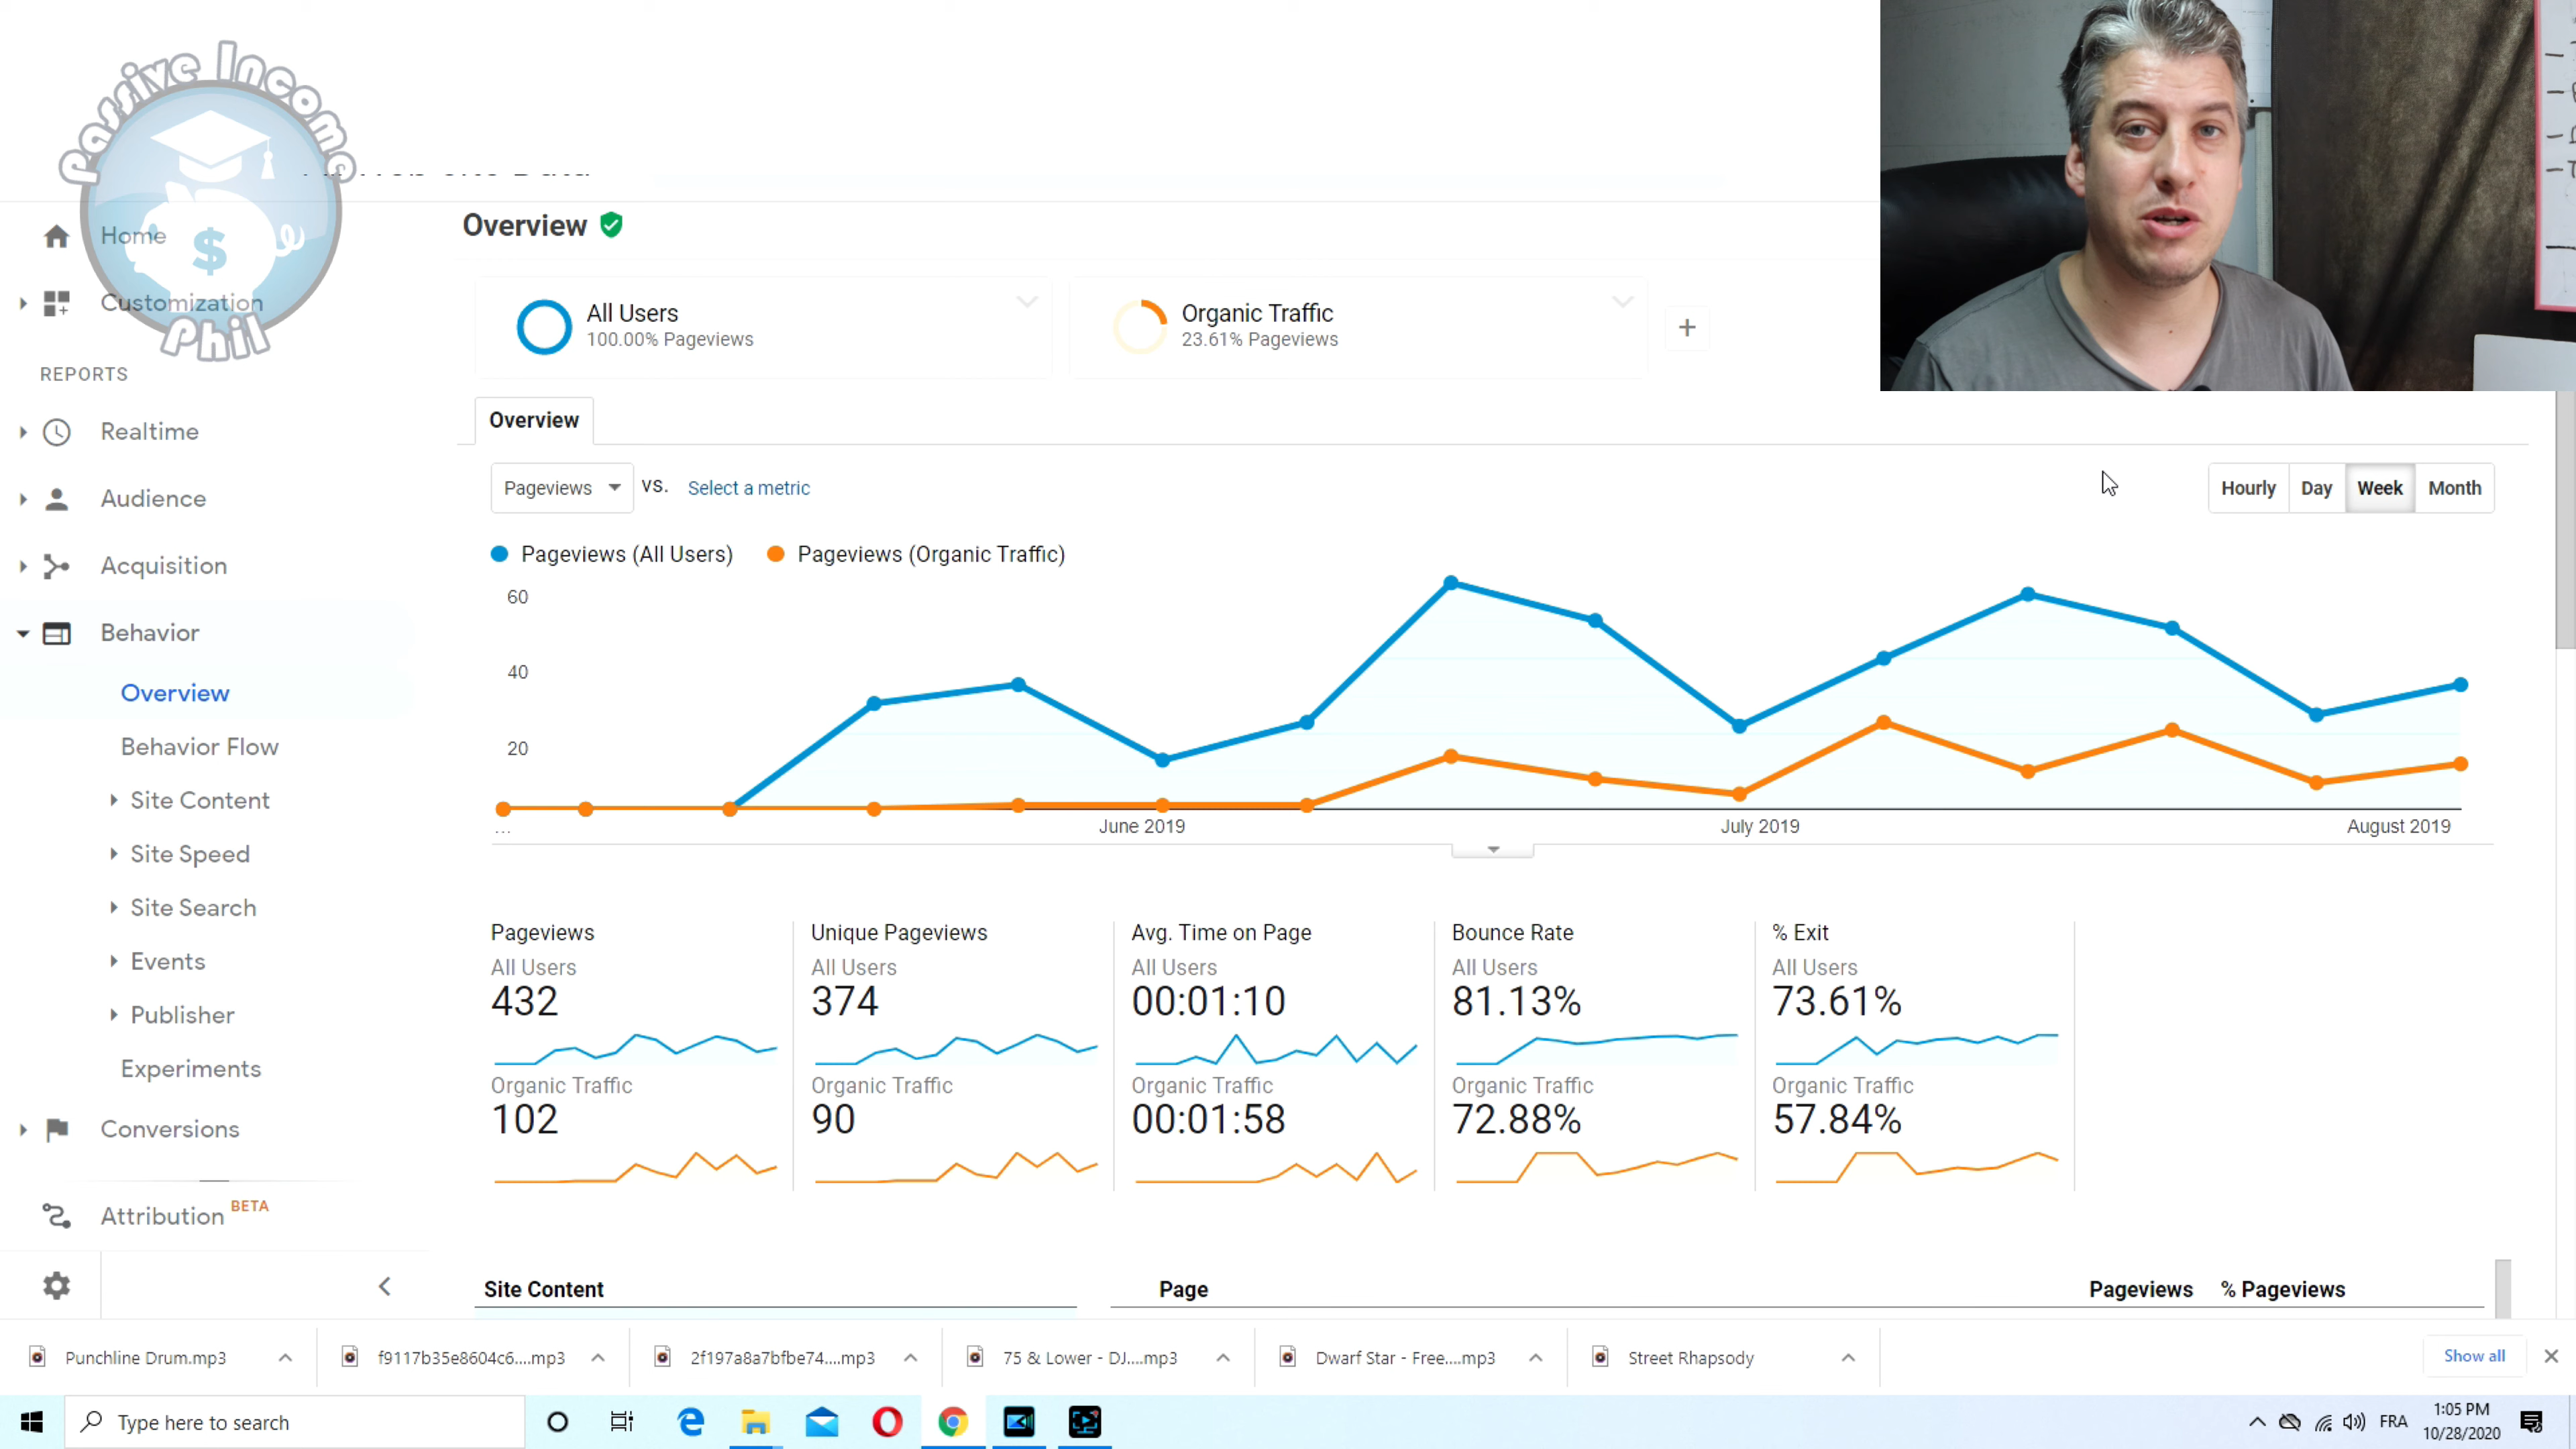 Passive Income
Phil
$
Overview
Home
Customization
REPORTS
Realtime
Audience
Acquisition
Behavior
Overview
Behavior Flow
Site Content
Site Speed
Site Search
Events
Publisher
Experiments
Conversions
Attribution BETA
All Users
100.00% Pageviews
Organic Traffic
23.61% Pageviews
+
Overview
Pageviews VS. Select a metric
Hourly Day Week Month
Pageviews (All Users) Pageviews (Organic Traffic)
60
40
20
... June 2019 July 2019 August 2019
Pageviews
All Users
432
Organic Traffic
102
Unique Pageviews
All Users
374
Organic Traffic
90
Avg. Time on Page
All Users
00:01:10
Organic Traffic
00:01:58
Bounce Rate
All Users
81.13%
Organic Traffic
72.88%
% Exit
All Users
73.61%
Organic Traffic
57.84%
Site Content Page Pageviews % Pageviews
Punchline Drum.mp3 f9117b35e8604c6....mp3 2f197a8a7bfbe74....mp3 75 & Lower - DJ....mp3 Dwarf Star - Free....mp3 Street Rhapsody Show all
Type here to search FRA 1:05 PM
10/28/2020